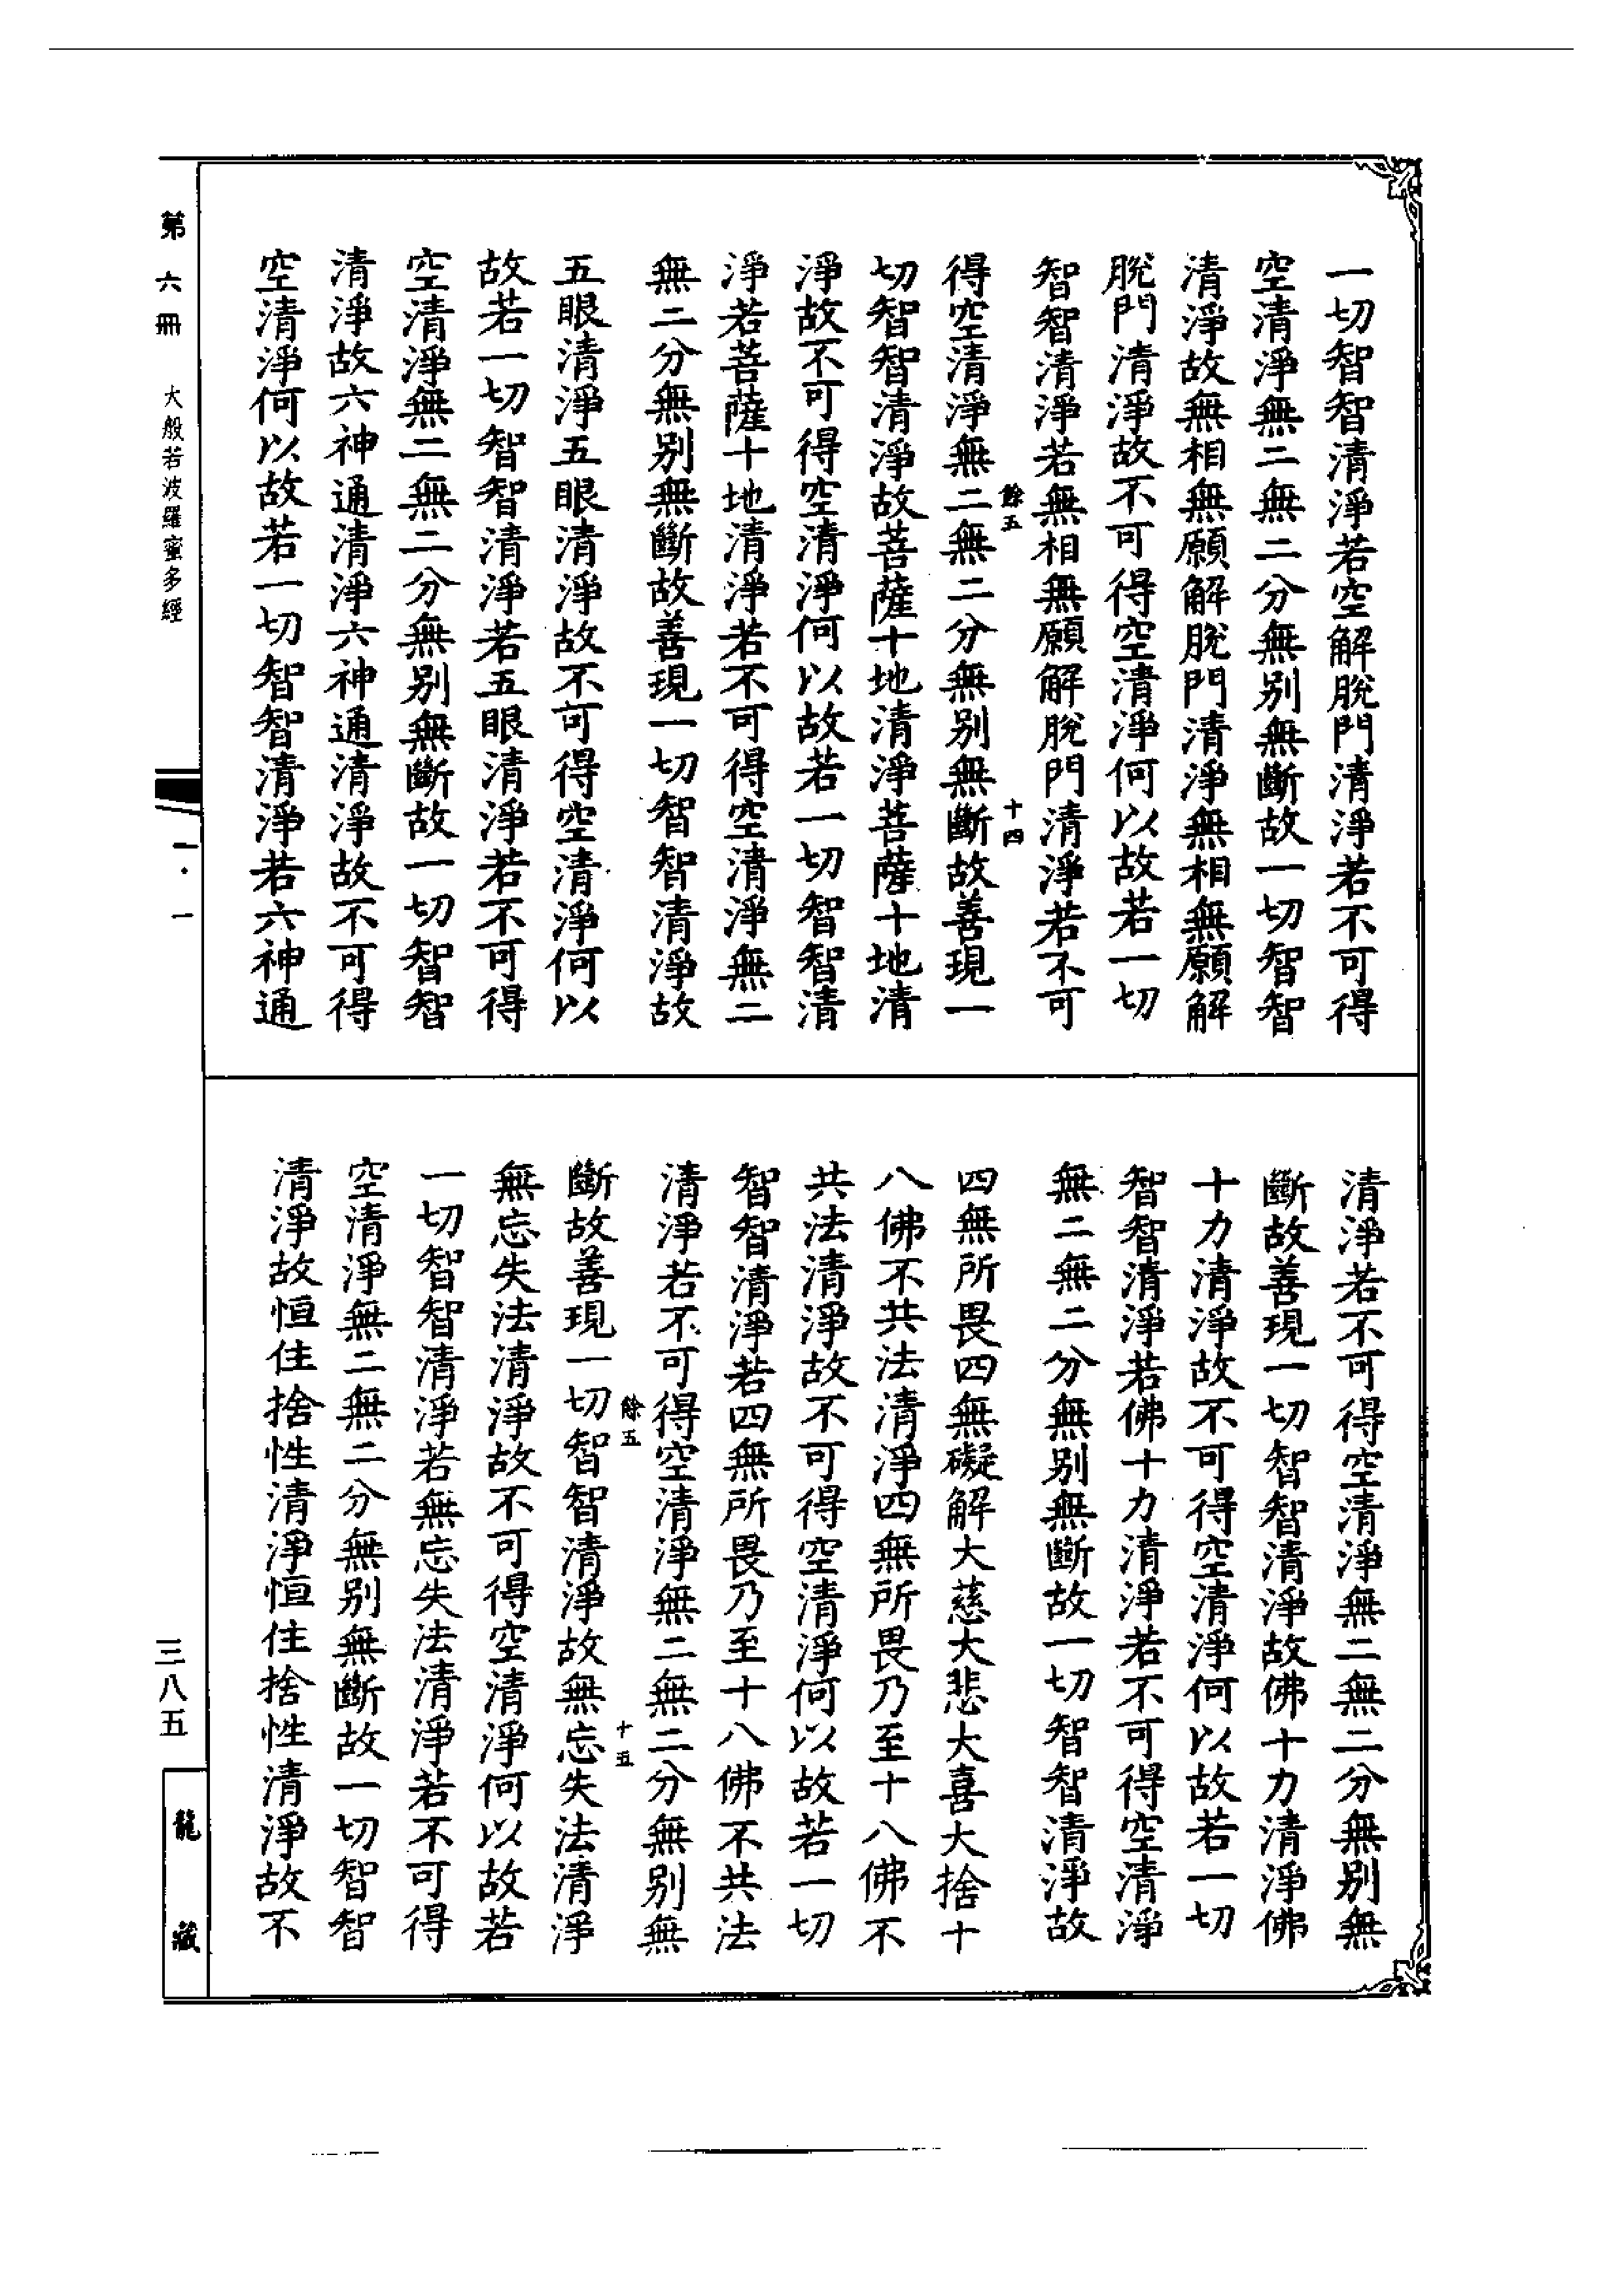 一切智智清淨若空解脫門清淨若不可得
空清淨無二無二分無別無斷故一切智智
清淨故無相無願解脫門清淨無相無願解
脫門清淨故不可得空清淨何以故若一切
智智清淨若無相無願解脫門清淨若不可
餘五
十四
得空清淨無二無二分無別無斷故善現一
切智智清淨故菩薩十地清淨菩薩十地清
淨故不可得空清淨何以故若一切智智清
淨若菩薩十地清淨若不可得空清淨無二
無二分無別無斷故善現一切智智清淨故
五眼清淨五眼清淨故不可得空清淨何以
故若一切智智清淨若五眼清淨若不可得
空清淨無二無二分無別無斷故一切智智
清淨故六神通清淨六神通清淨故不可得
空清淨何以故若一切智智清淨若六神通
清淨若不可得空清淨無二無二分無別無
斷故善現一切智智清淨故佛十力清淨佛
十力清淨故不可得空清淨何以故若一切
智智清淨若佛十力清淨若不可得空清淨
無二無二分無別無斷故一切智智清淨故
四無所畏四無礙解大慈大悲大喜大捨十
八佛不共法清淨四無所畏乃至十八佛不
共法清淨故不可得空清淨何以故若一切
智智清淨若四無所畏乃至十八佛不共法
清淨若不可得空清淨無二無二分無別無
餘五
十五
斷故善現一切智智清淨故無忘失法清淨
無忘失法清淨故不可得空清淨何以故若
一切智智清淨若無忘失法清淨若不可得
空清淨無二無二分無別無斷故一切智智
清淨故恒住捨性清淨恒住捨性清淨故不
第六冊
大般若波羅蜜多經
一·一
三八五
龍藏